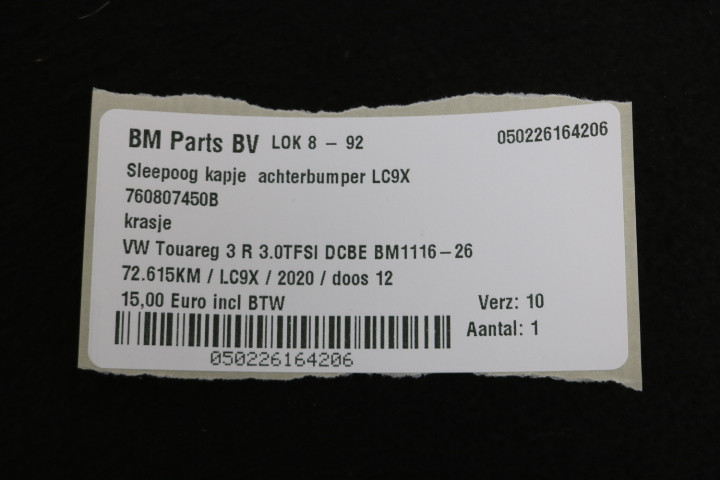 BM Parts BV LOK 8 - 92 050226164206
Sleepoog kapje achterbumper LC9X
760807450B
krasje
VW Touareg 3 R 3.0TFSI DCBE BM1116-26
72.615KM / LC9X / 2020 / doos 12
15,00 Euro incl BTW Verz: 10
Aantal: 1
050226164206